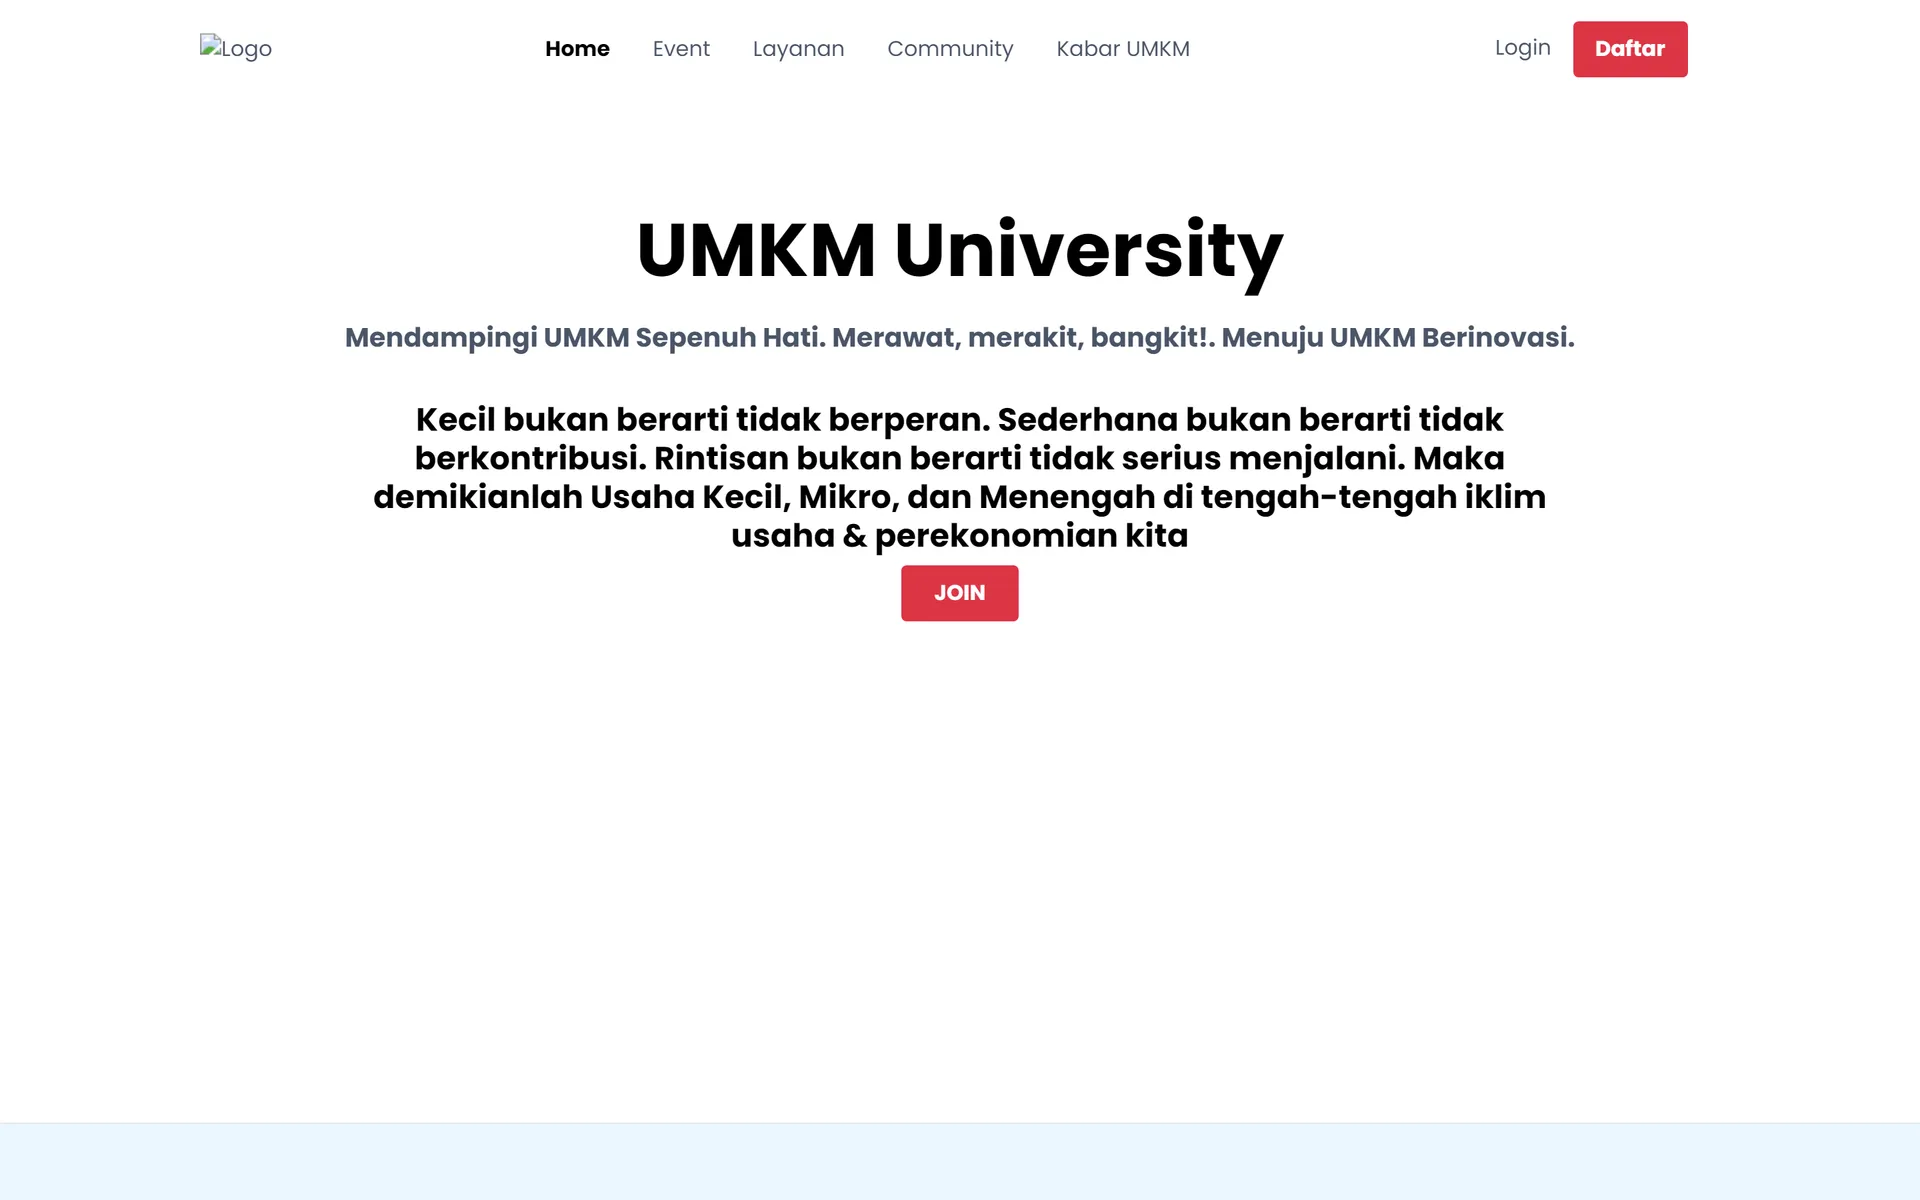 Logo
Home
Event
Layanan
Community
Kabar UMKM
Login
Daftar
UMKM University
Mendampingi UMKM Sepenuh Hati. Merawat, merakit, bangkit!. Menuju UMKM Berinovasi.
Kecil bukan berarti tidak berperan. Sederhana bukan berarti tidak
berkontribusi. Rintisan bukan berarti tidak serius menjalani. Maka
demikianlah Usaha Kecil, Mikro, dan Menengah di tengah-tengah iklim
usaha & perekonomian kita
JOIN